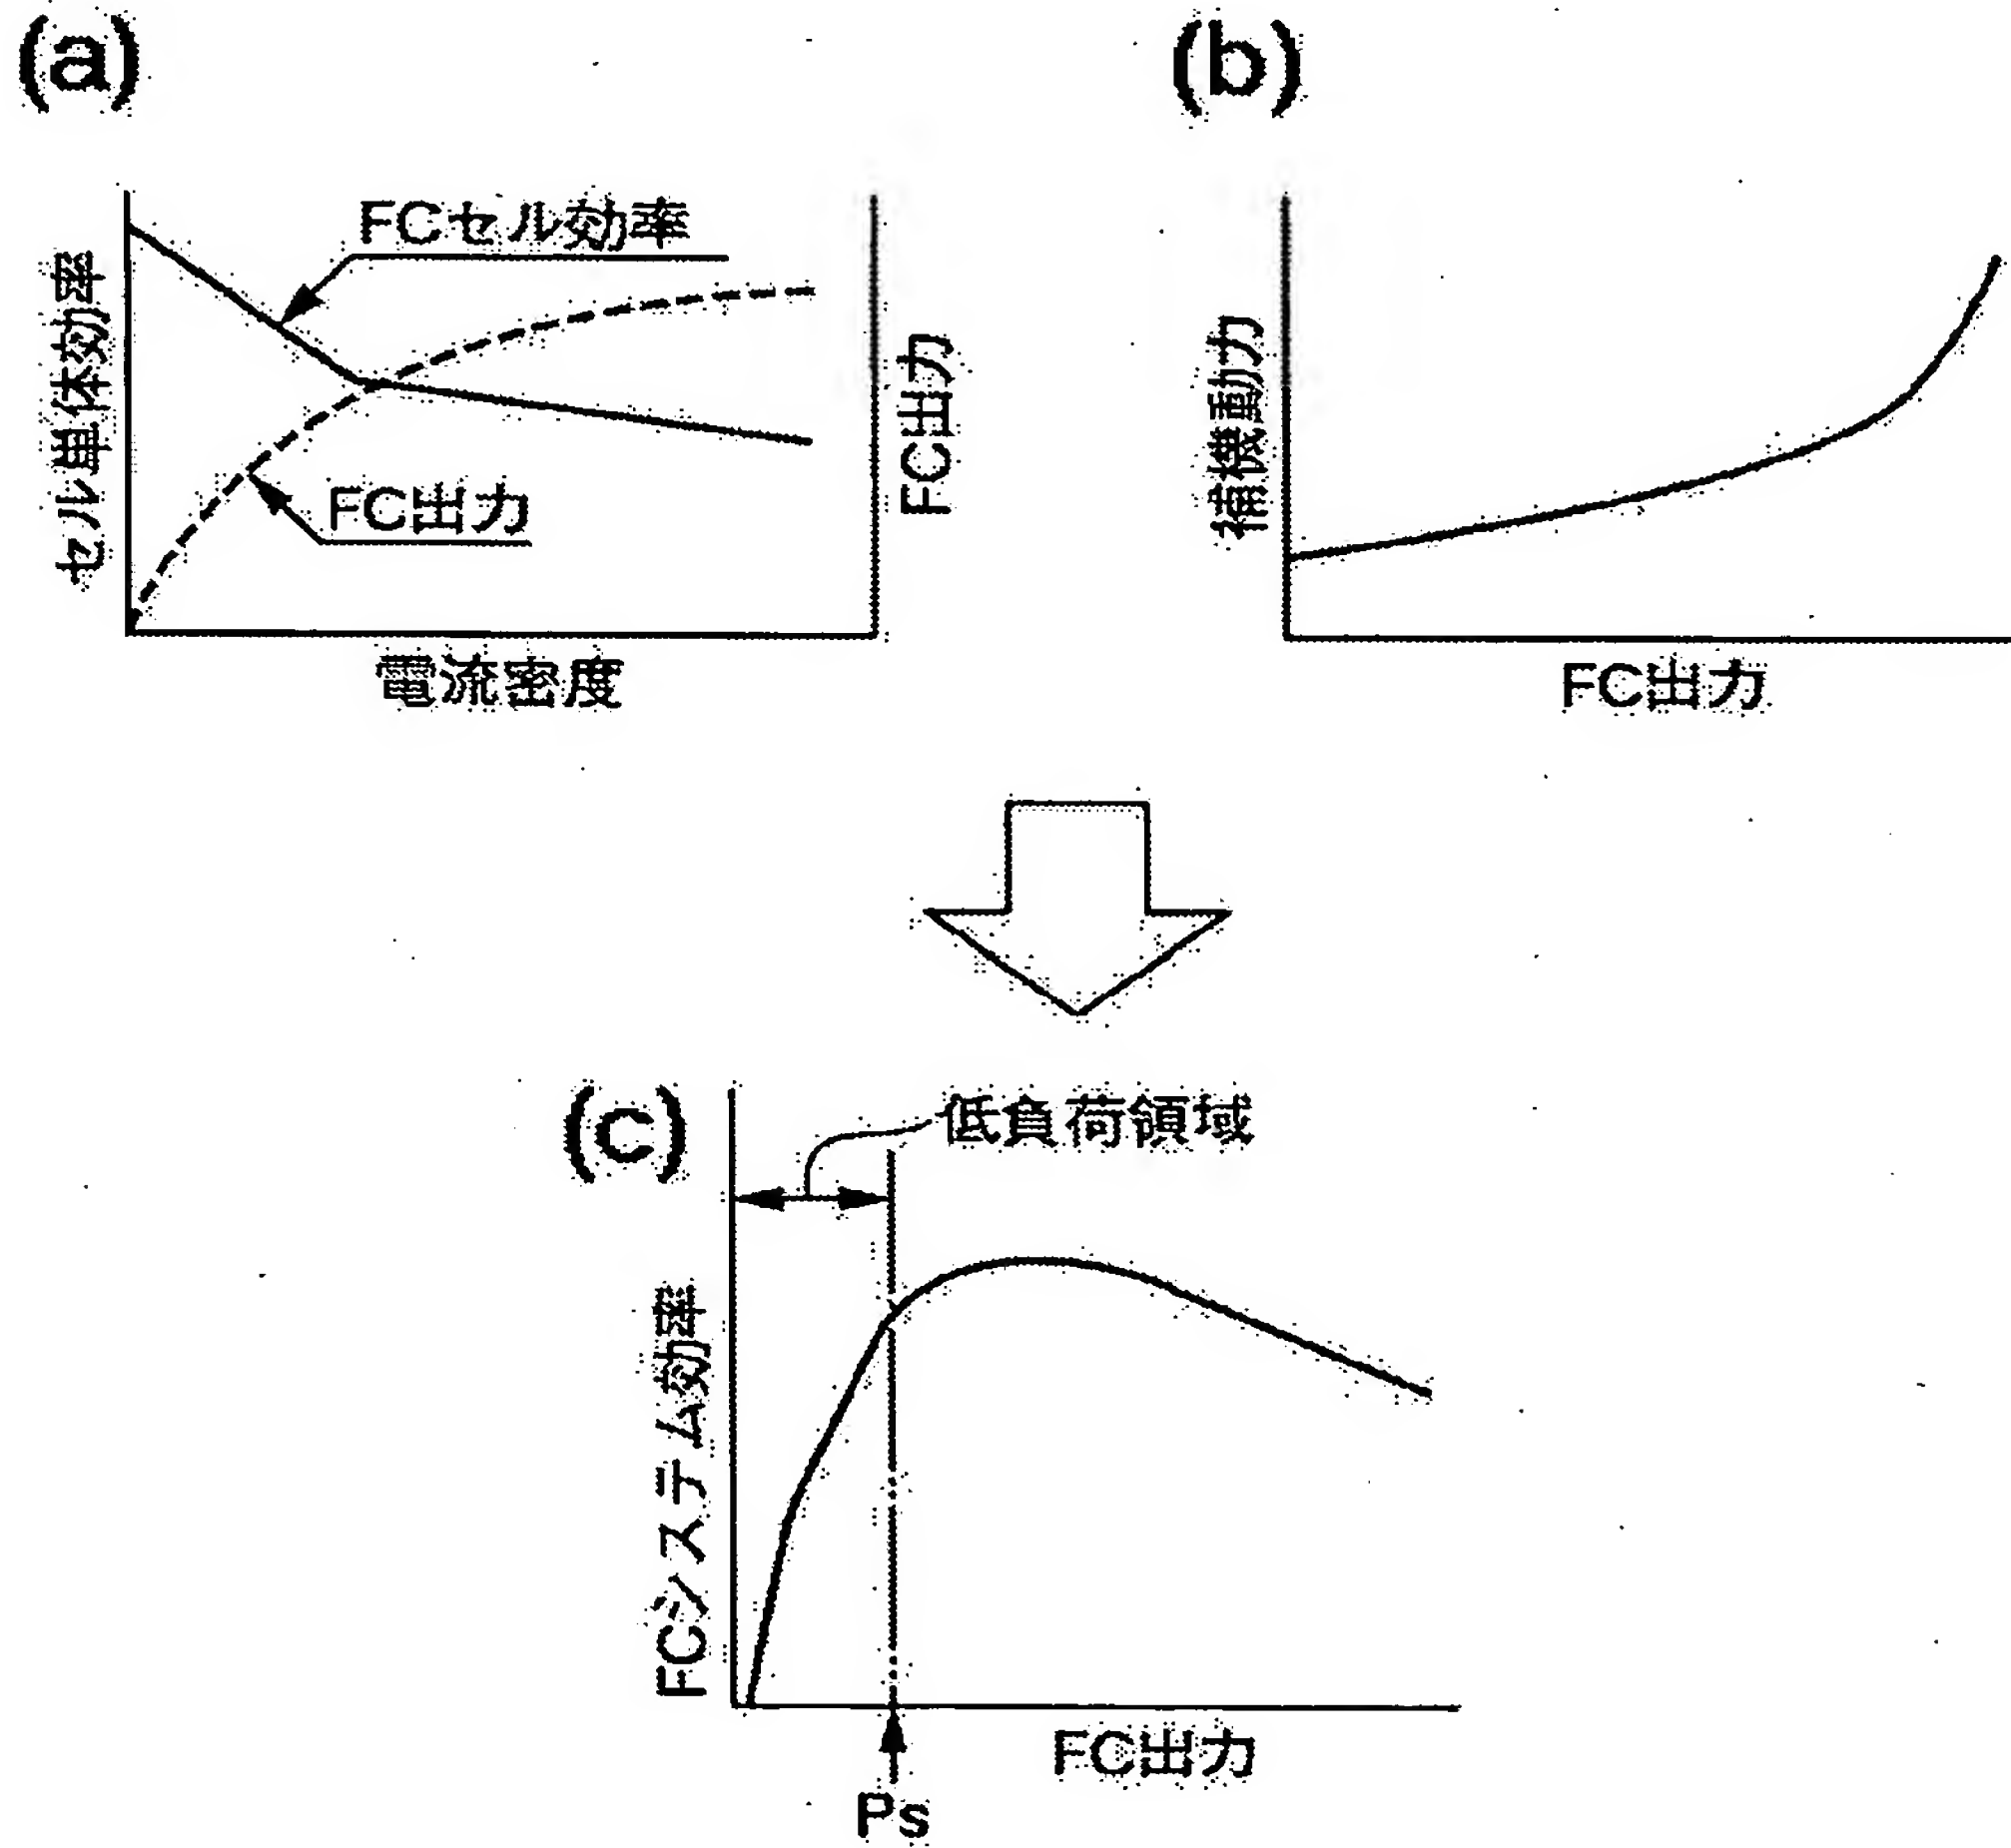 (a)
FCセル効率
セル単体効率
FC出力
FC出力
電流密度
(b)
補機動力
FC出力
(c)
低負荷領域
FCシステム効率
FC出力
Ps